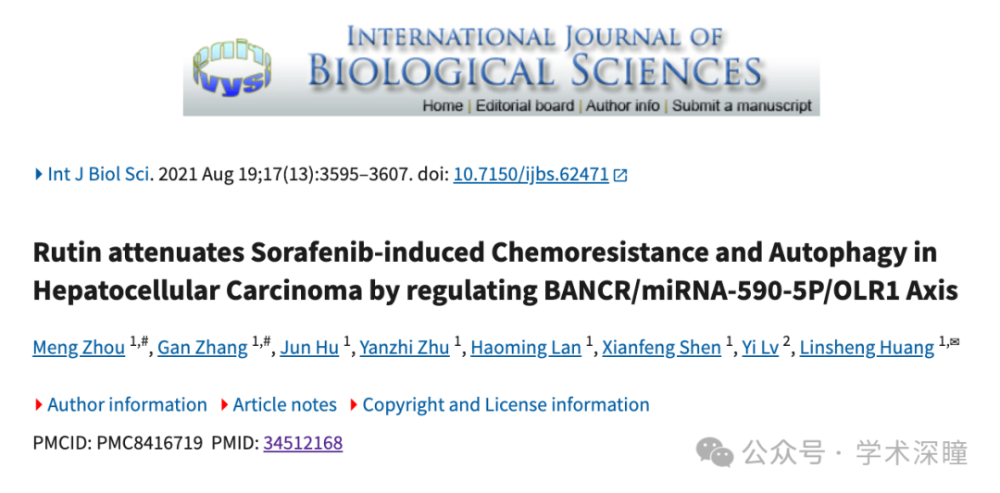 INTERNATIONAL JOURNAL OF
BIOLOGICAL SCIENCES
ivyspring
Home | Editorial board | Author info | Submit a manuscript
Int J Biol Sci. 2021 Aug 19;17(13):3595–3607. doi: 10.7150/ijbs.62471
Rutin attenuates Sorafenib-induced Chemoresistance and Autophagy in
Hepatocellular Carcinoma by regulating BANCR/miRNA-590-5P/OLR1 Axis
Meng Zhou 1,#, Gan Zhang 1,#, Jun Hu 1, Yanzhi Zhu 1, Haoming Lan 1, Xianfeng Shen 1, Yi Lv 2, Linsheng Huang 1,✉
Author information Article notes Copyright and License information
PMCID: PMC8416719 PMID: 34512168
公众号 · 学术深瞳